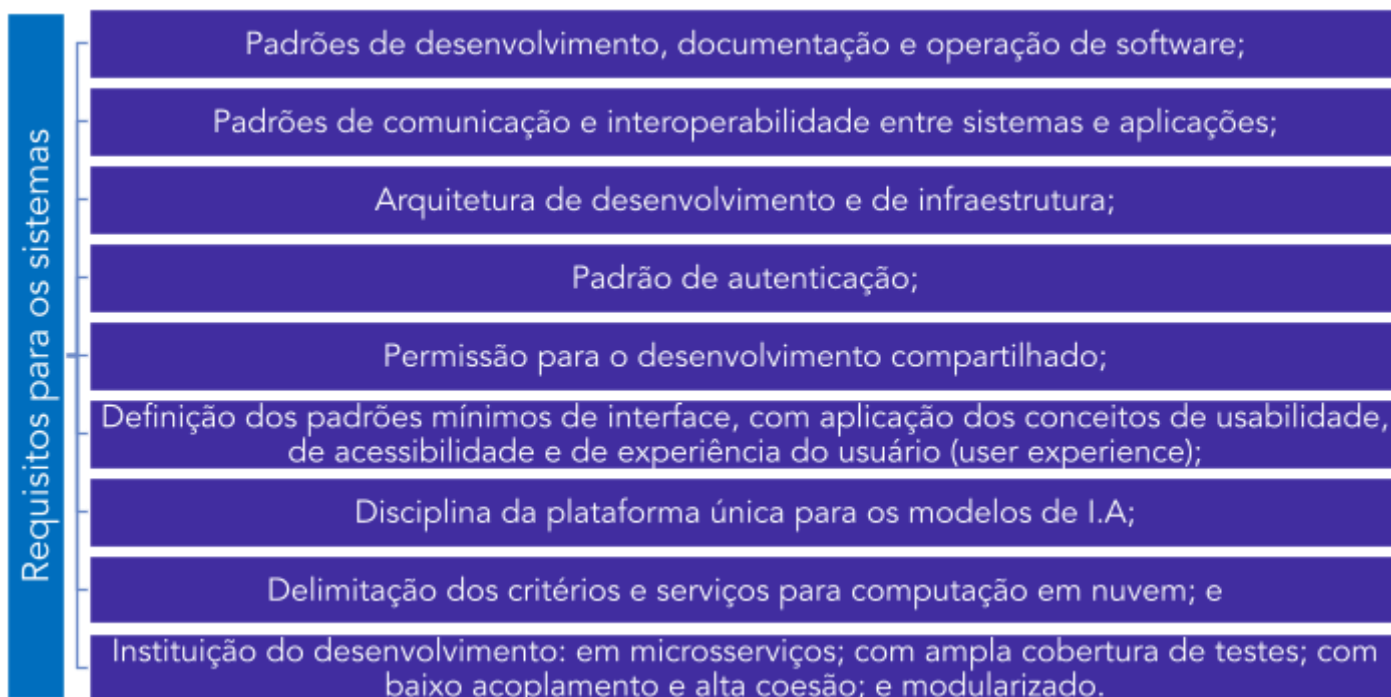 Requisitos para os sistemas
Padrões de desenvolvimento, documentação e operação de software;
Padrões de comunicação e interoperabilidade entre sistemas e aplicações;
Arquitetura de desenvolvimento e de infraestrutura;
Padrão de autenticação;
Permissão para o desenvolvimento compartilhado;
Definição dos padrões mínimos de interface, com aplicação dos conceitos de usabilidade,
de acessibilidade e de experiência do usuário (user experience);
Disciplina da plataforma única para os modelos de I.A;
Delimitação dos critérios e serviços para computação em nuvem; e
Instituição do desenvolvimento: em microsserviços; com ampla cobertura de testes; com
baixo acoplamento e alta coesão; e modularizado.